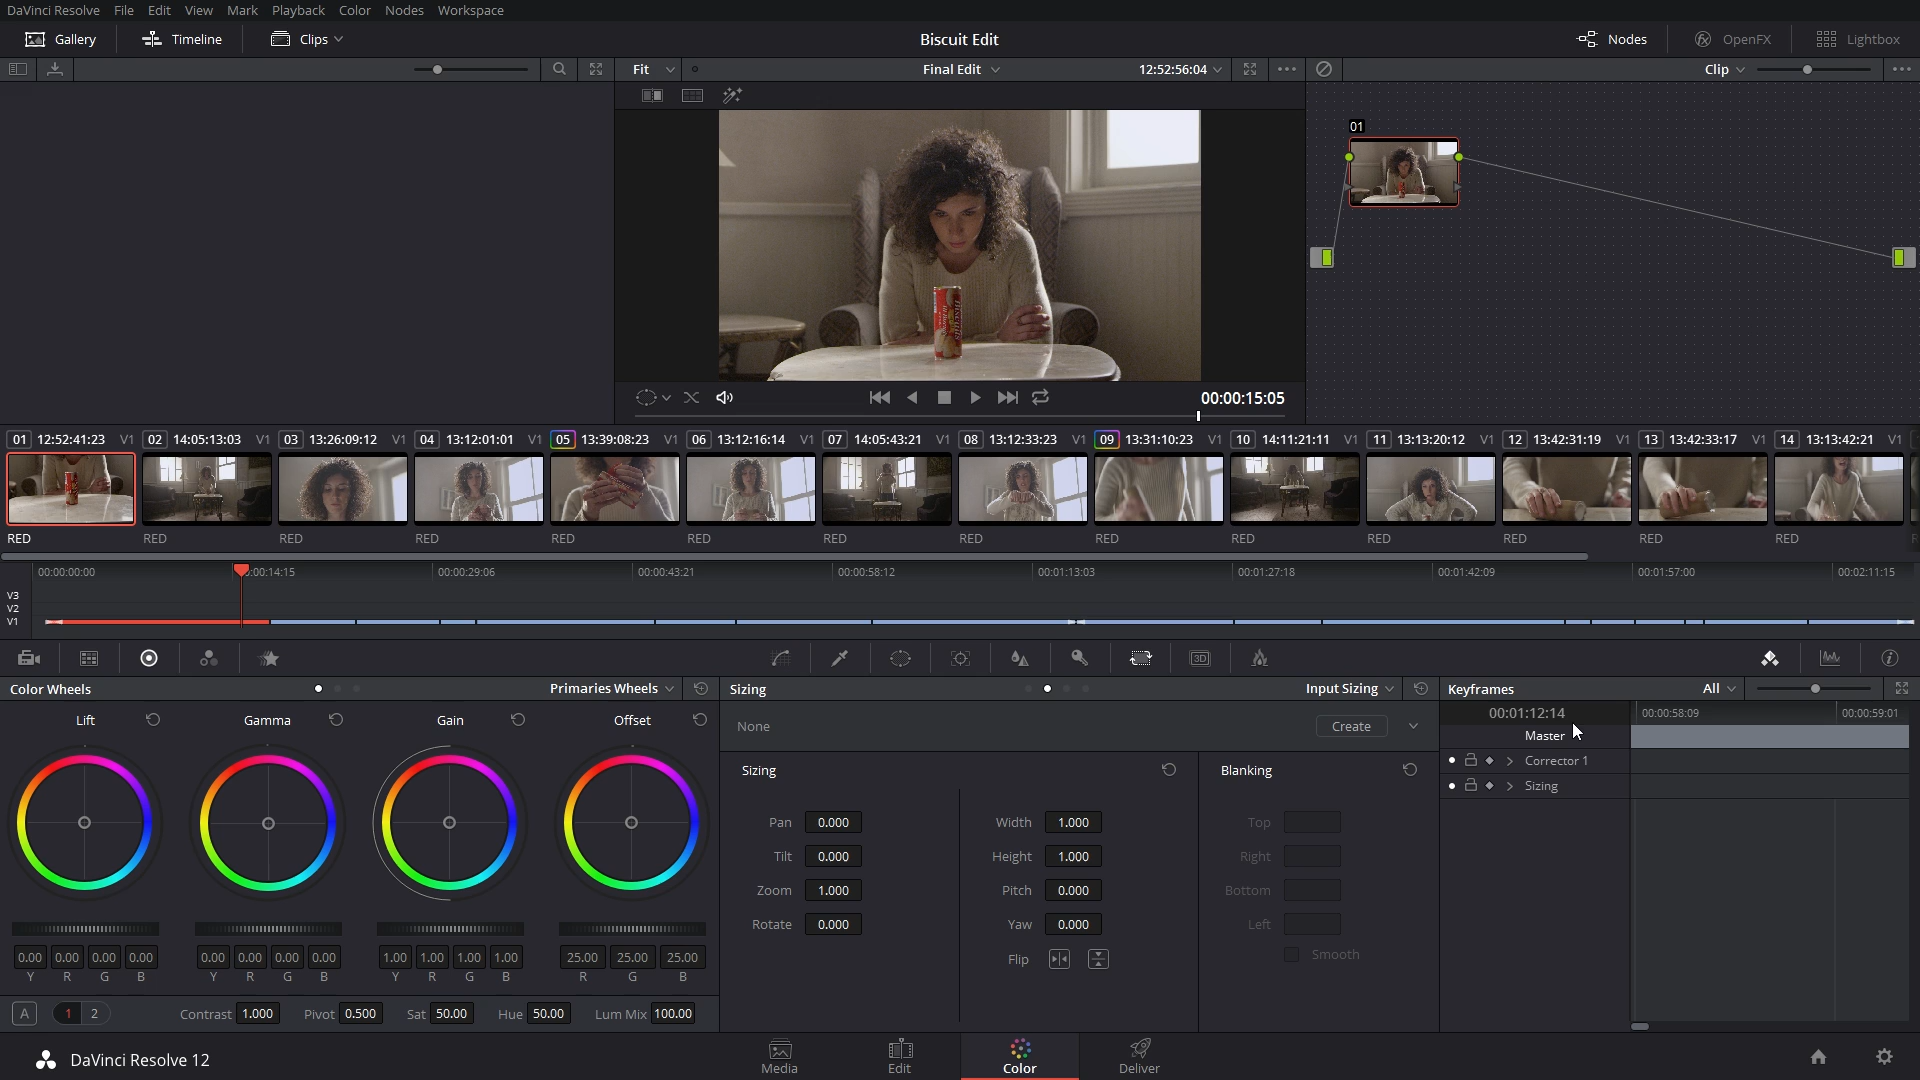 DaVinci Resolve File Edit View Mark Playback Color Nodes Workspace
Gallery Timeline Clips Biscuit Edit Nodes OpenFX Lightbox
Fit Final Edit 12:52:56:04 Clip
01
00:00:15:05
01 12:52:41:23 V1 02 14:05:13:03 V1 03 13:26:09:12 V1 04 13:12:01:01 V1 05 13:39:08:23 V1 06 13:12:16:14 V1 07 14:05:43:21 V1 08 13:12:33:23 V1 09 13:31:10:23 V1 10 14:11:21:11 V1 11 13:13:20:12 V1 12 13:42:31:19 V1 13 13:42:33:17 V1 14 13:13:42:21 V1
RED RED RED RED RED RED RED RED RED RED RED RED RED RED
00:00:00:00 :00:14:15 00:00:29:06 00:00:43:21 00:00:58:12 00:01:13:03 00:01:27:18 00:01:42:09 00:01:57:00 00:02:11:15
V3
V2
V1
3D
Color Wheels Primaries Wheels Sizing Input Sizing Keyframes All
Lift Gamma Gain Offset None Create 00:01:12:14 00:00:58:09 00:00:59:01
Master
Sizing Blanking Corrector 1
Sizing
Pan 0.000 Width 1.000 Top
Tilt 0.000 Height 1.000 Right
Zoom 1.000 Pitch 0.000 Bottom
Rotate 0.000 Yaw 0.000 Left
Flip Smooth
0.00 0.00 0.00 0.00 0.00 0.00 0.00 0.00 1.00 1.00 1.00 1.00 25.00 25.00 25.00
Y R G B Y R G B Y R G B R G B
A 1 2 Contrast 1.000 Pivot 0.500 Sat 50.00 Hue 50.00 Lum Mix 100.00
DaVinci Resolve 12 Media Edit Color Deliver